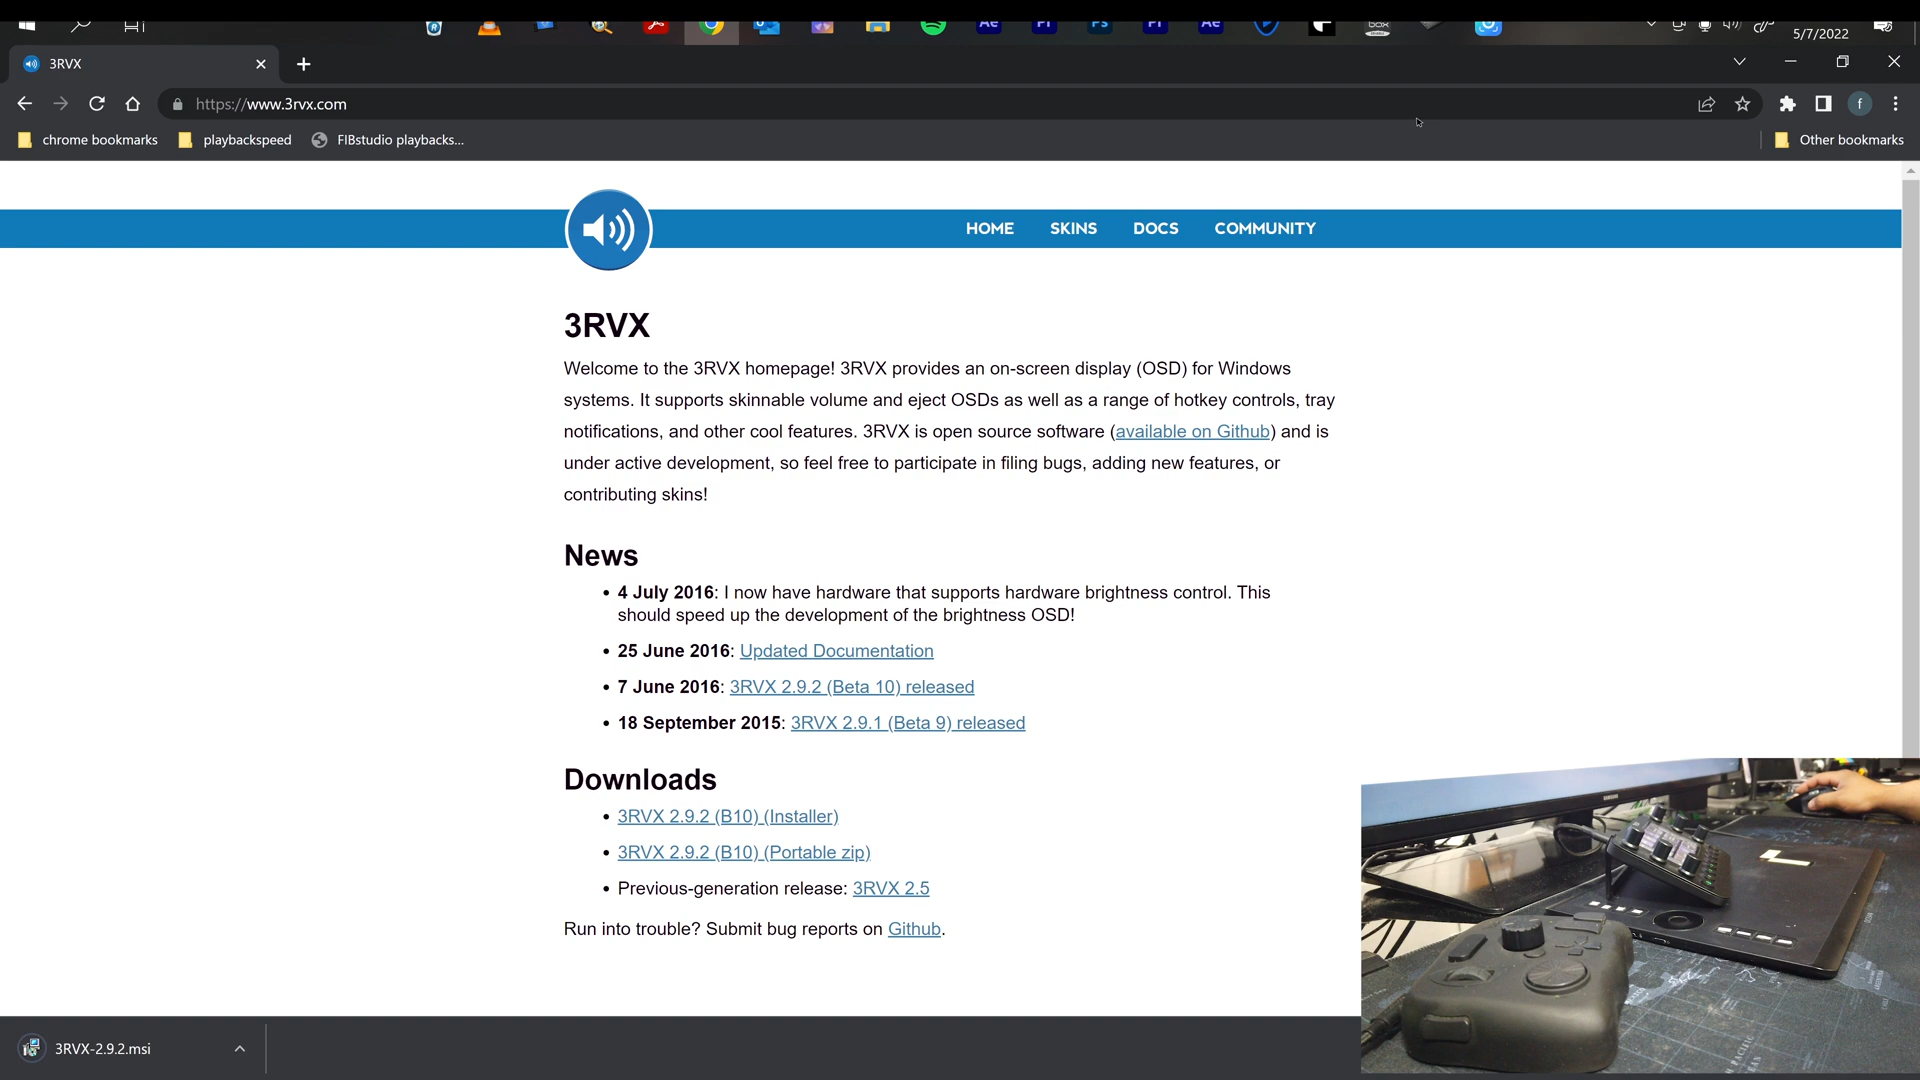 Ae
Pr
Ps
Pr
Ae
BOX
5/7/2022
3RVX
https://www.3rvx.com
f
chrome bookmarks
playbackspeed
FIBstudio playbacks...
Other bookmarks
HOME
SKINS
DOCS
COMMUNITY
3RVX
Welcome to the 3RVX homepage! 3RVX provides an on-screen display (OSD) for Windows
systems. It supports skinnable volume and eject OSDs as well as a range of hotkey controls, tray
notifications, and other cool features. 3RVX is open source software (available on Github) and is
under active development, so feel free to participate in filing bugs, adding new features, or
contributing skins!
News
• 4 July 2016: I now have hardware that supports hardware brightness control. This
should speed up the development of the brightness OSD!
• 25 June 2016: Updated Documentation
• 7 June 2016: 3RVX 2.9.2 (Beta 10) released
• 18 September 2015: 3RVX 2.9.1 (Beta 9) released
Downloads
• 3RVX 2.9.2 (B10) (Installer)
• 3RVX 2.9.2 (B10) (Portable zip)
• Previous-generation release: 3RVX 2.5
Run into trouble? Submit bug reports on Github.
SAMSUNG
3RVX-2.9.2.msi